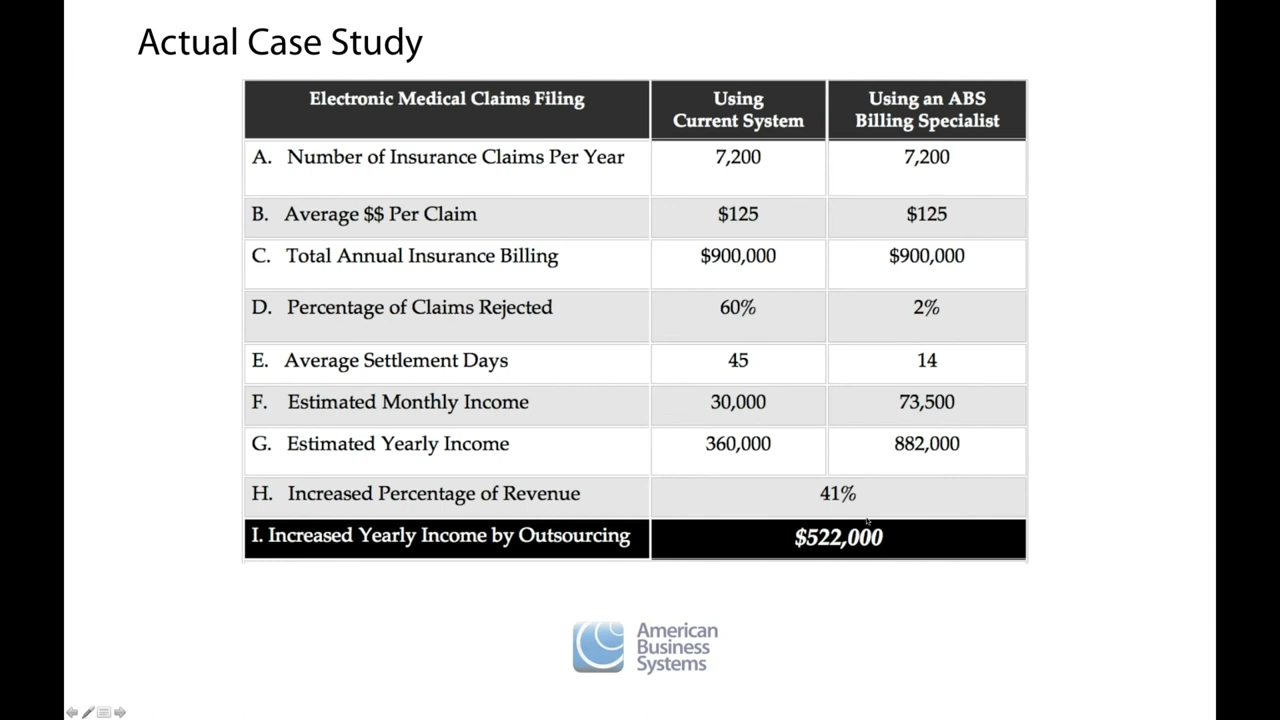 Actual Case Study
Electronic Medical Claims Filing
Using
Current System
Using an ABS
Billing Specialist
A. Number of Insurance Claims Per Year 7,200 7,200
B. Average $$ Per Claim $125 $125
C. Total Annual Insurance Billing $900,000 $900,000
D. Percentage of Claims Rejected 60% 2%
E. Average Settlement Days 45 14
F. Estimated Monthly Income 30,000 73,500
G. Estimated Yearly Income 360,000 882,000
H. Increased Percentage of Revenue 41%
I. Increased Yearly Income by Outsourcing $522,000
American
Business
Systems